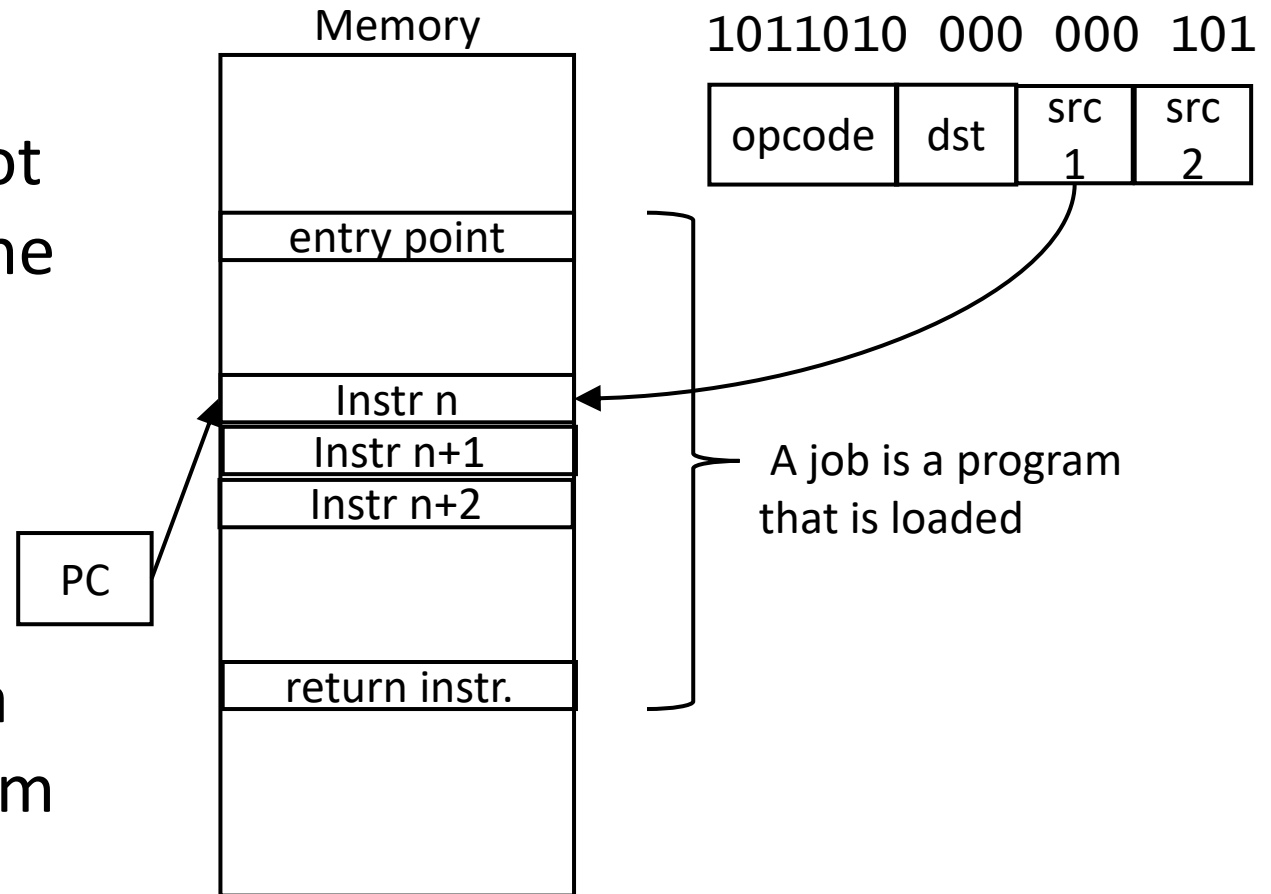 Memory
1011010 000 000 101
opcode
dst
src
1
src
2
entry point
Instr n
Instr n+1
Instr n+2
A job is a program
that is loaded
PC
return instr.